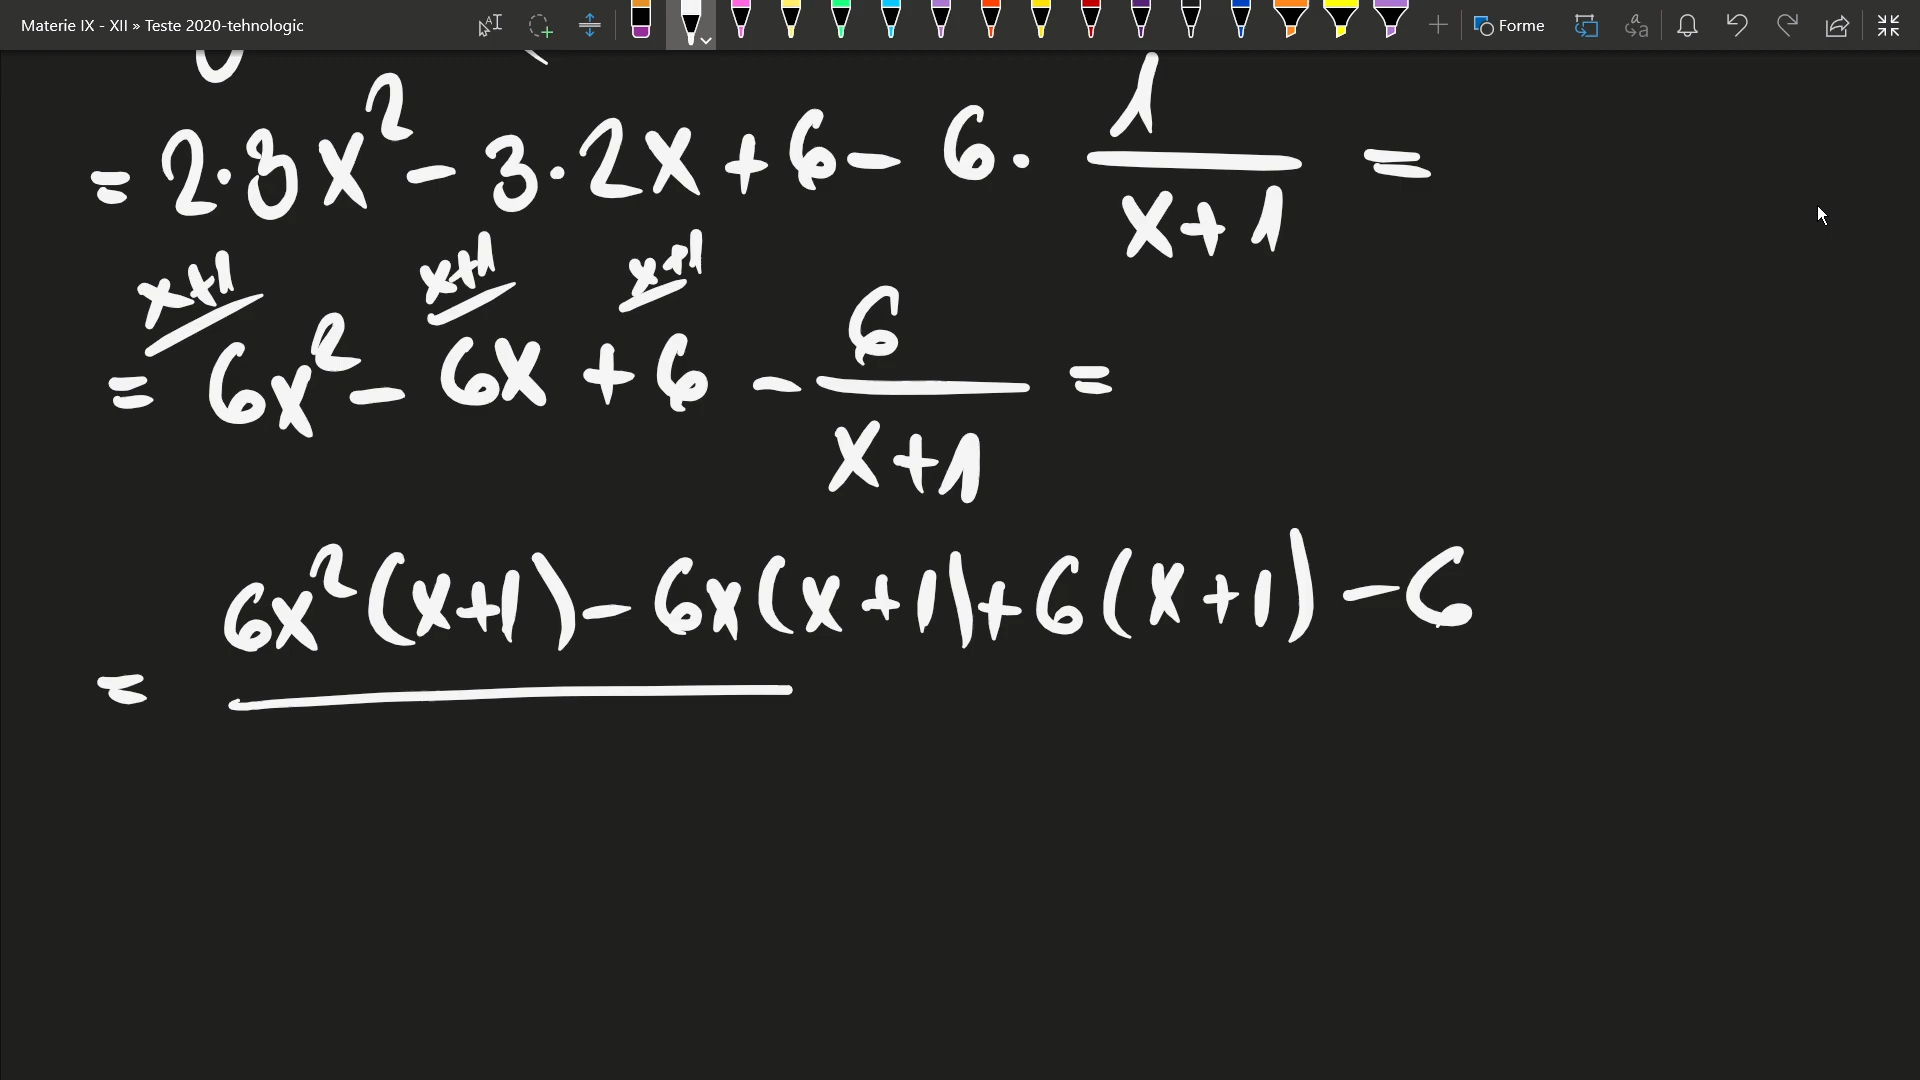 Materie IX - XII » Teste 2020-tehnologic
Forme
= 2·3x² - 3·2x + 6 - 6 · 1/(x+1) =
x+1 x+1 x+1
= 6x² - 6x + 6 - 6/(x+1) =
= 6x²(x+1) - 6x(x+1) + 6(x+1) - 6